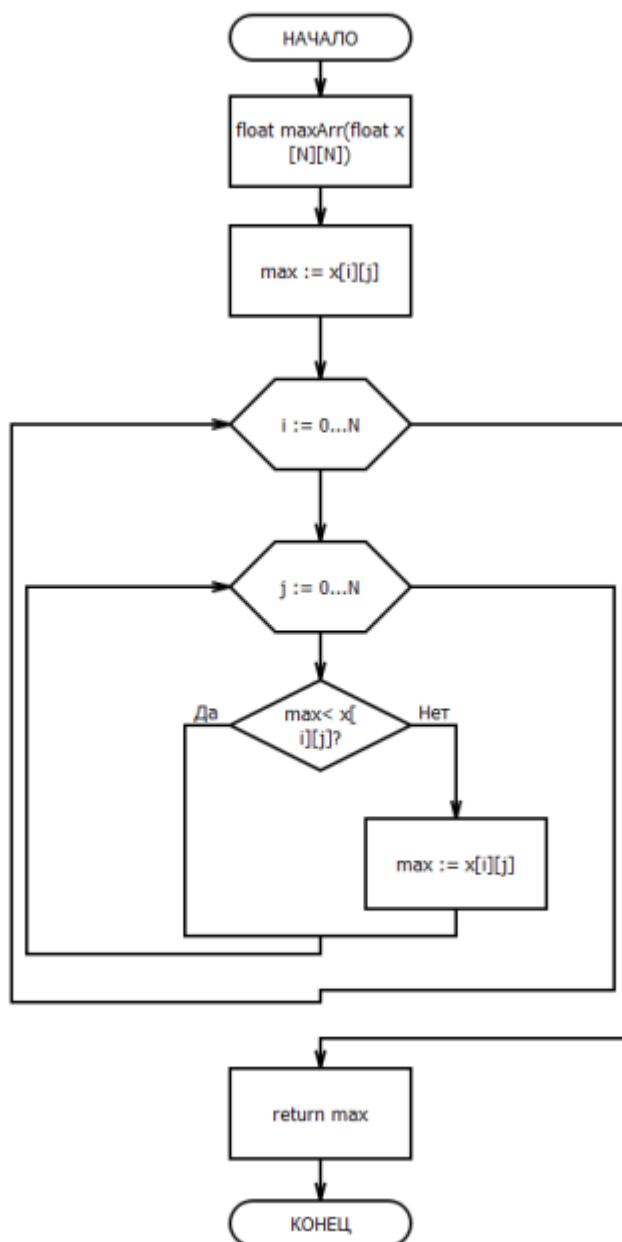 НАЧАЛО
float maxArr(float x
[N][N])
max := x[i][j]
i := 0...N
j := 0...N
Да
max< x[
i][j]?
Нет
max := x[i][j]
return max
КОНЕЦ